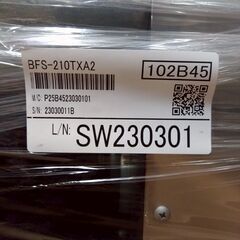 BFS-210TXA2
102B45
M/C: P25B4523030101
S/N: 23030011B
L/N: SW230301